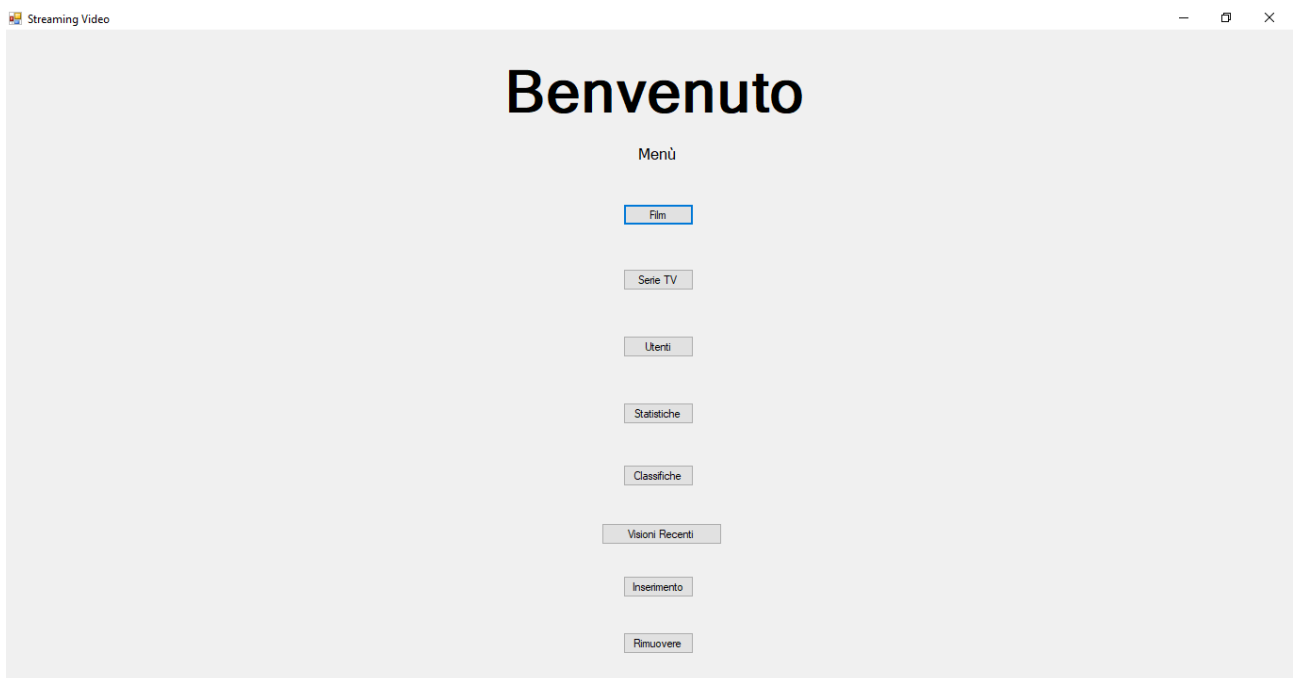 Streaming Video
Benvenuto
Menù
Film
Serie TV
Utenti
Statistiche
Classifiche
Visioni Recenti
Inserimento
Rimuovere